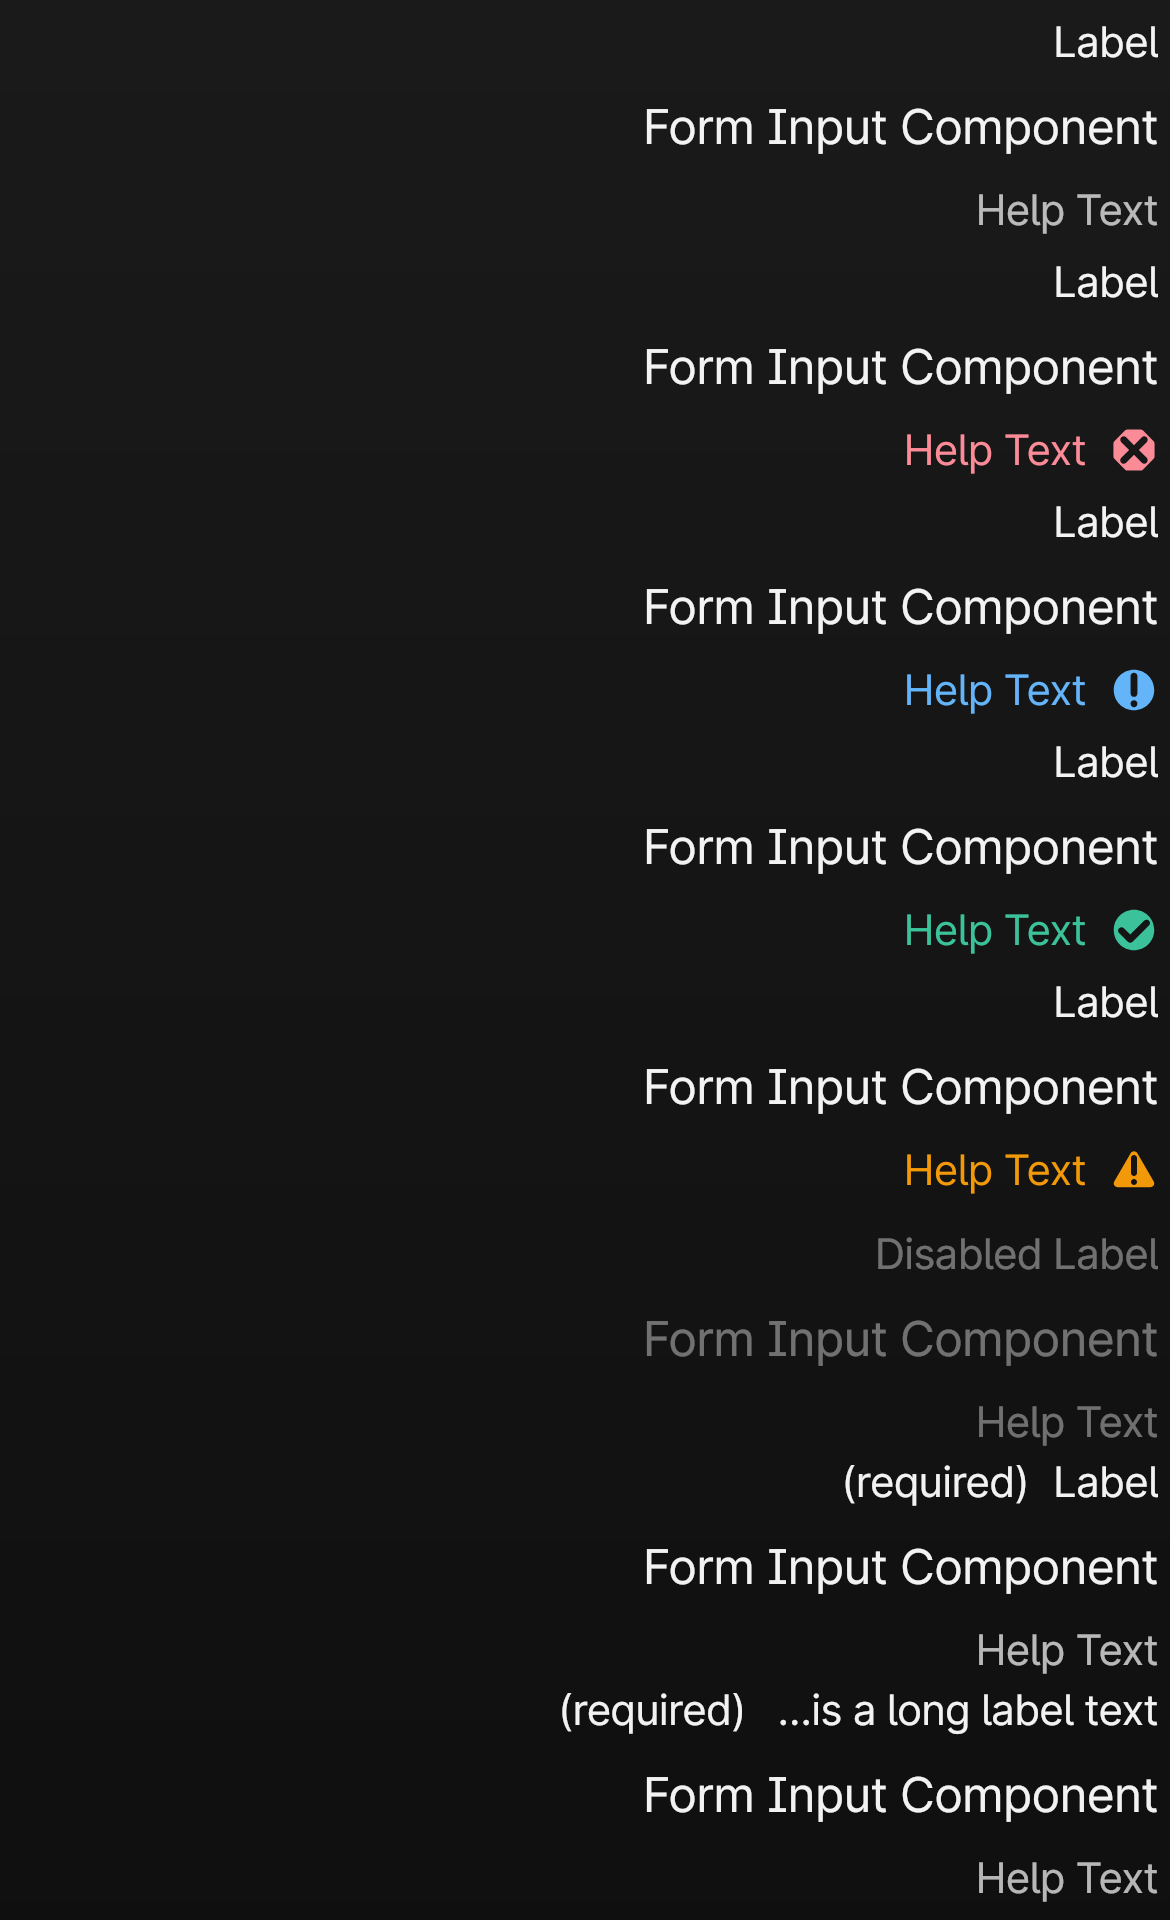 Label
Form Input Component
Help Text
Label
Form Input Component
Help Text
Label
Form Input Component
Help Text
Label
Form Input Component
Help Text
Label
Form Input Component
Help Text
Disabled Label
Form Input Component
Help Text
(required) Label
Form Input Component
Help Text
(required) ...is a long label text
Form Input Component
Help Text